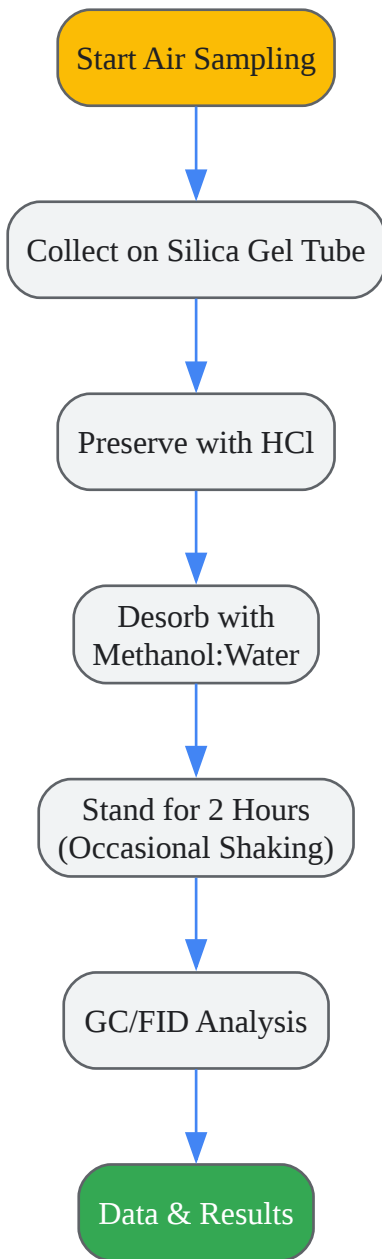 Start Air Sampling
Collect on Silica Gel Tube
Preserve with HCl
Desorb with
Methanol:Water
Stand for 2 Hours
(Occasional Shaking)
GC/FID Analysis
Data & Results